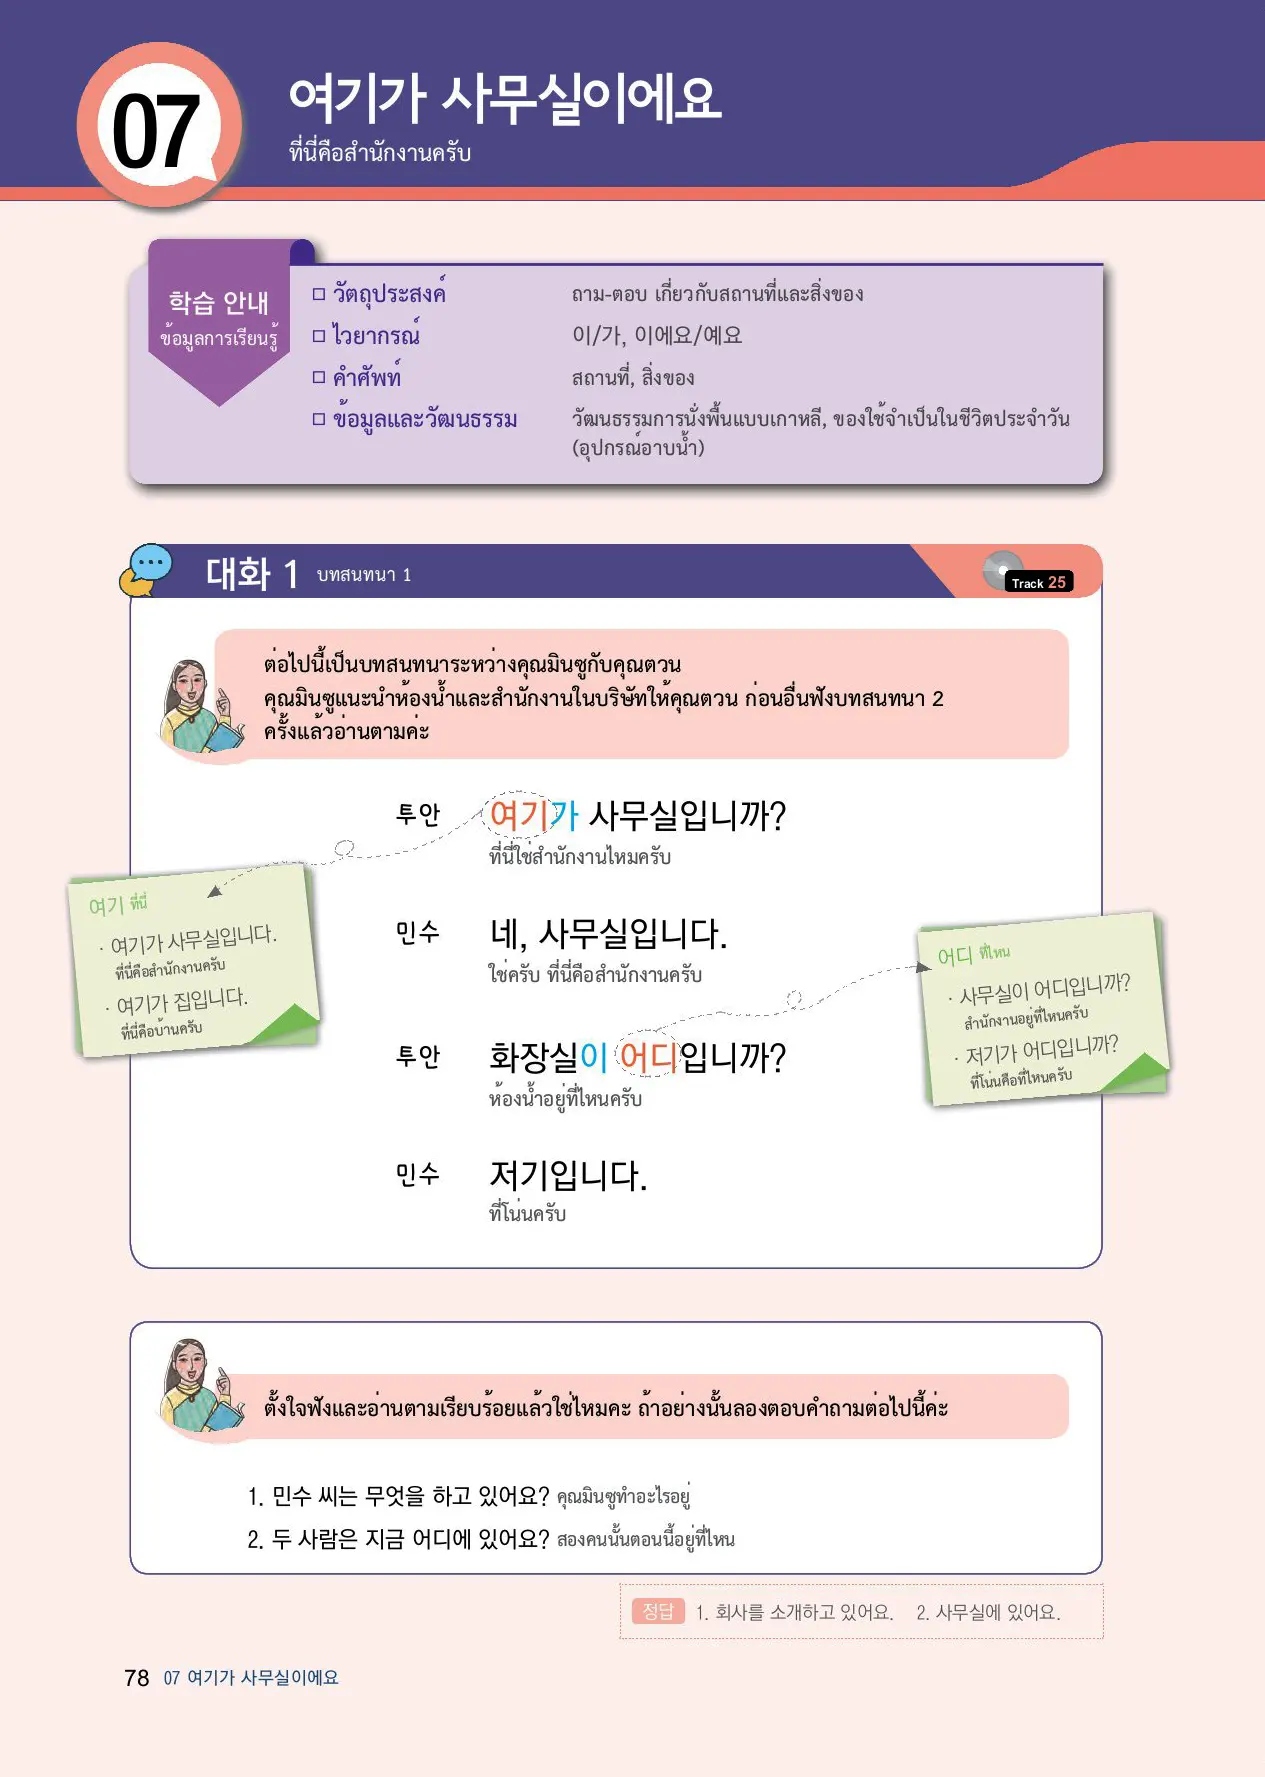 07
여기가 사무실이에요
ที่นี่คือสำนักงานครับ
학습 안내
ข้อมูลการเรียนรู้
□ วัตถุประสงค์ ถาม-ตอบ เกี่ยวกับสถานที่และสิ่งของ
□ ไวยากรณ์ 이/가, 이에요/예요
□ คำศัพท์ สถานที่, สิ่งของ
□ ข้อมูลและวัฒนธรรม วัฒนธรรมการนั่งพื้นแบบเกาหลี, ของใช้จำเป็นในชีวิตประจำวัน
(อุปกรณ์อาบน้ำ)
대화 1 บทสนทนา 1
Track 25
ต่อไปนี้เป็นบทสนทนาระหว่างคุณมินซูกับคุณตวน
คุณมินซูแนะนำห้องน้ำและสำนักงานในบริษัทให้คุณตวน ก่อนอื่นฟังบทสนทนา 2
ครั้งแล้วอ่านตามค่ะ
투안 여기가 사무실입니까?
ที่นี่ใช่สำนักงานไหมครับ
민수 네, 사무실입니다.
ใช่ครับ ที่นี่คือสำนักงานครับ
투안 화장실이 어디입니까?
ห้องน้ำอยู่ที่ไหนครับ
민수 저기입니다.
ที่โน่นครับ
여기 ที่นี่
· 여기가 사무실입니다.
ที่นี่คือสำนักงานครับ
· 여기가 집입니다.
ที่นี่คือบ้านครับ
어디 ที่ไหน
· 사무실이 어디입니까?
สำนักงานอยู่ที่ไหนครับ
· 저기가 어디입니까?
ที่โน่นคือที่ไหนครับ
ตั้งใจฟังและอ่านตามเรียบร้อยแล้วใช่ไหมคะ ถ้าอย่างนั้นลองตอบคำถามต่อไปนี้ค่ะ
1. 민수 씨는 무엇을 하고 있어요? คุณมินซูทำอะไรอยู่
2. 두 사람은 지금 어디에 있어요? สองคนนั้นตอนนี้อยู่ที่ไหน
정답 1. 회사를 소개하고 있어요. 2. 사무실에 있어요.
78 07 여기가 사무실이에요